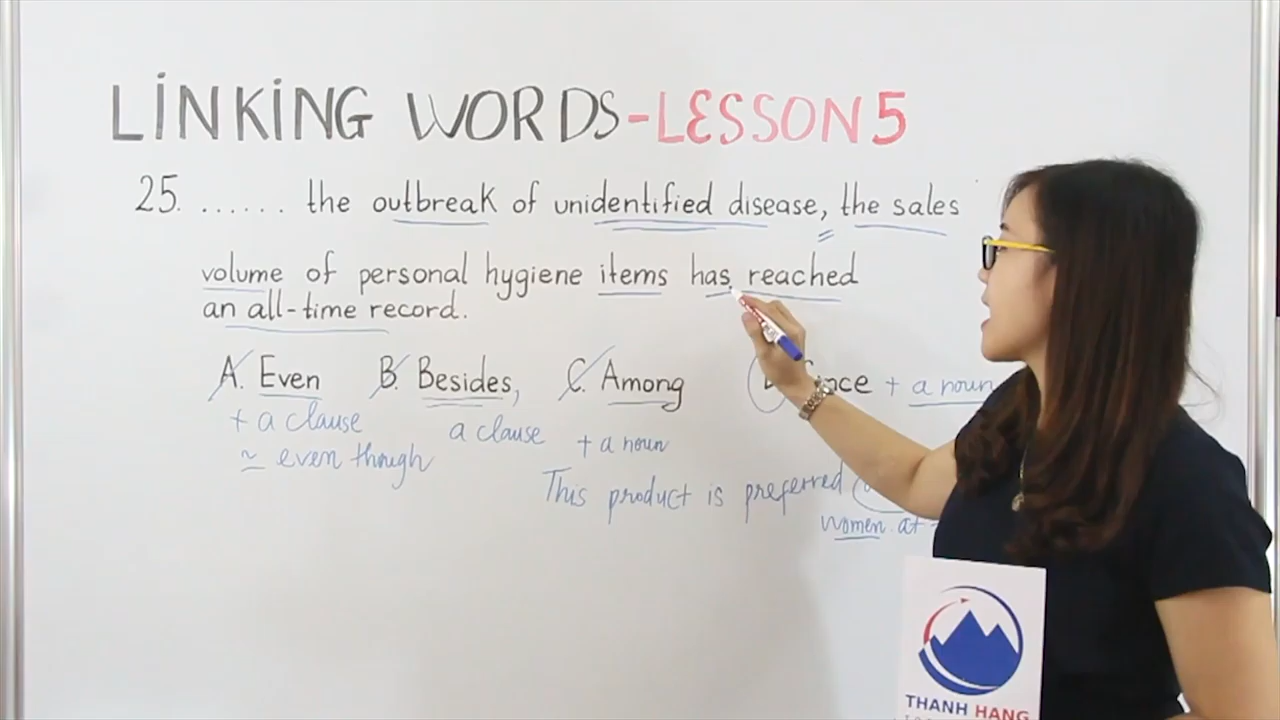 LINKING WORDS-LESSON 5
25. ...... the outbreak of unidentified disease, the sales
volume of personal hygiene items has reached
an all-time record.
A. Even B. Besides, C. Among + a noun
+ a clause a clause + a noun
≃ even though
This product is preferred
women at
THANH HANG